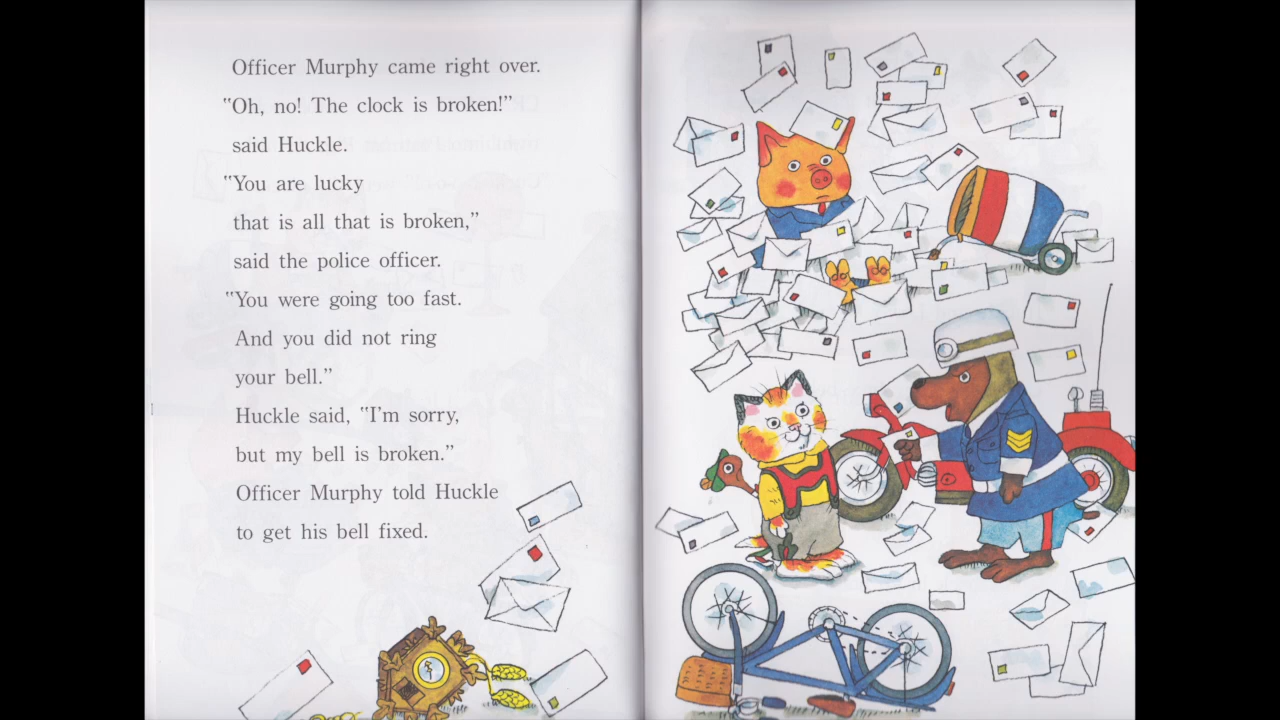 Officer Murphy came right over.
"Oh, no! The clock is broken!"
said Huckle.
"You are lucky
that is all that is broken,"
said the police officer.
"You were going too fast.
And you did not ring
your bell."
Huckle said, "I'm sorry,
but my bell is broken."
Officer Murphy told Huckle
to get his bell fixed.